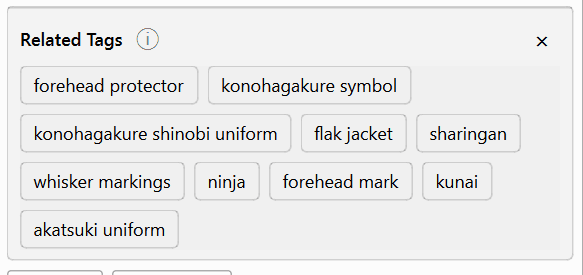 Related Tags i ×
forehead protector konohagakure symbol
konohagakure shinobi uniform flak jacket sharingan
whisker markings ninja forehead mark kunai
akatsuki uniform